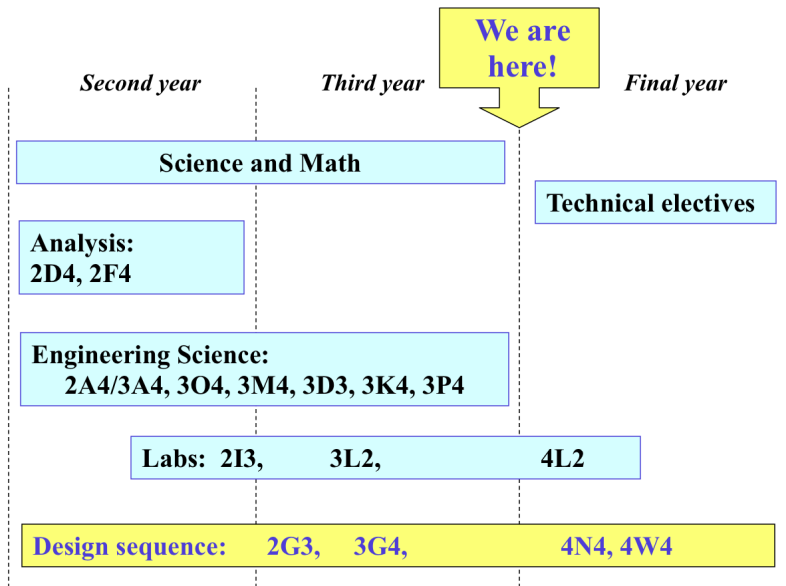 We are
here!
Second year
Third year
Final year
Science and Math
Technical electives
Analysis:
2D4, 2F4
Engineering Science:
2A4/3A4, 3O4, 3M4, 3D3, 3K4, 3P4
Labs: 2I3, 3L2, 4L2
Design sequence: 2G3, 3G4, 4N4, 4W4